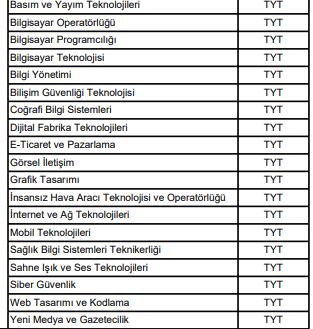 Basım ve Yayım Teknolojileri TYT
Bilgisayar Operatörlüğü TYT
Bilgisayar Programcılığı TYT
Bilgisayar Teknolojisi TYT
Bilgi Yönetimi TYT
Bilişim Güvenliği Teknolojisi TYT
Coğrafi Bilgi Sistemleri TYT
Dijital Fabrika Teknolojileri TYT
E-Ticaret ve Pazarlama TYT
Görsel İletişim TYT
Grafik Tasarımı TYT
İnsansız Hava Aracı Teknolojisi ve Operatörlüğü TYT
İnternet ve Ağ Teknolojileri TYT
Mobil Teknolojileri TYT
Sağlık Bilgi Sistemleri Teknikerliği TYT
Sahne Işık ve Ses Teknolojileri TYT
Siber Güvenlik TYT
Web Tasarımı ve Kodlama TYT
Yeni Medya ve Gazetecilik TYT